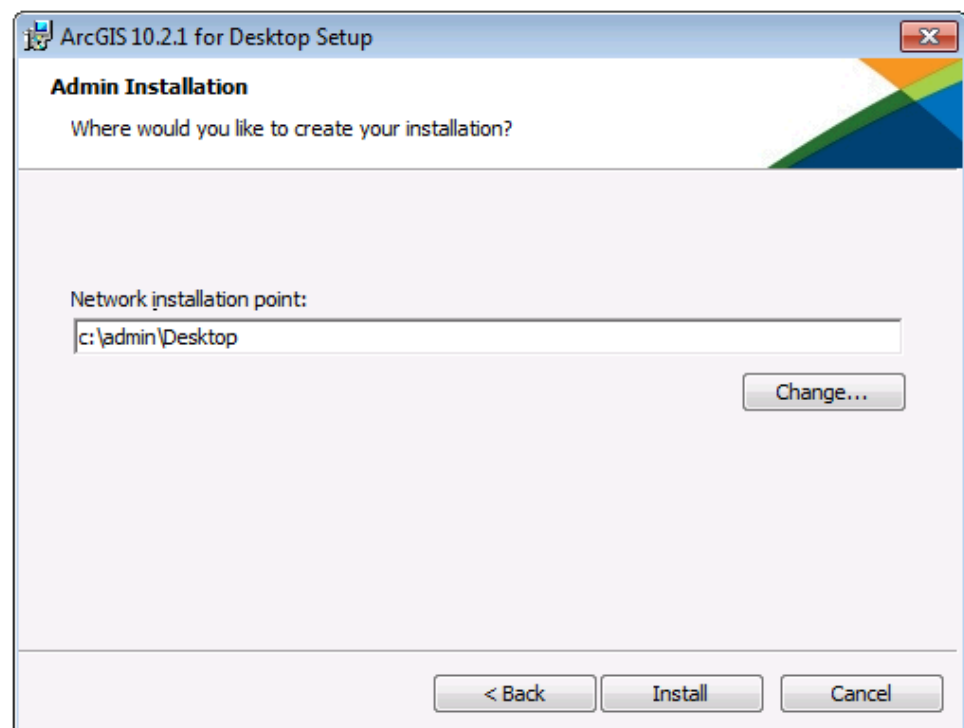 ArcGIS 10.2.1 for Desktop Setup
Admin Installation
Where would you like to create your installation?
Network installation point:
c:\admin\Desktop
Change...
< Back Install Cancel